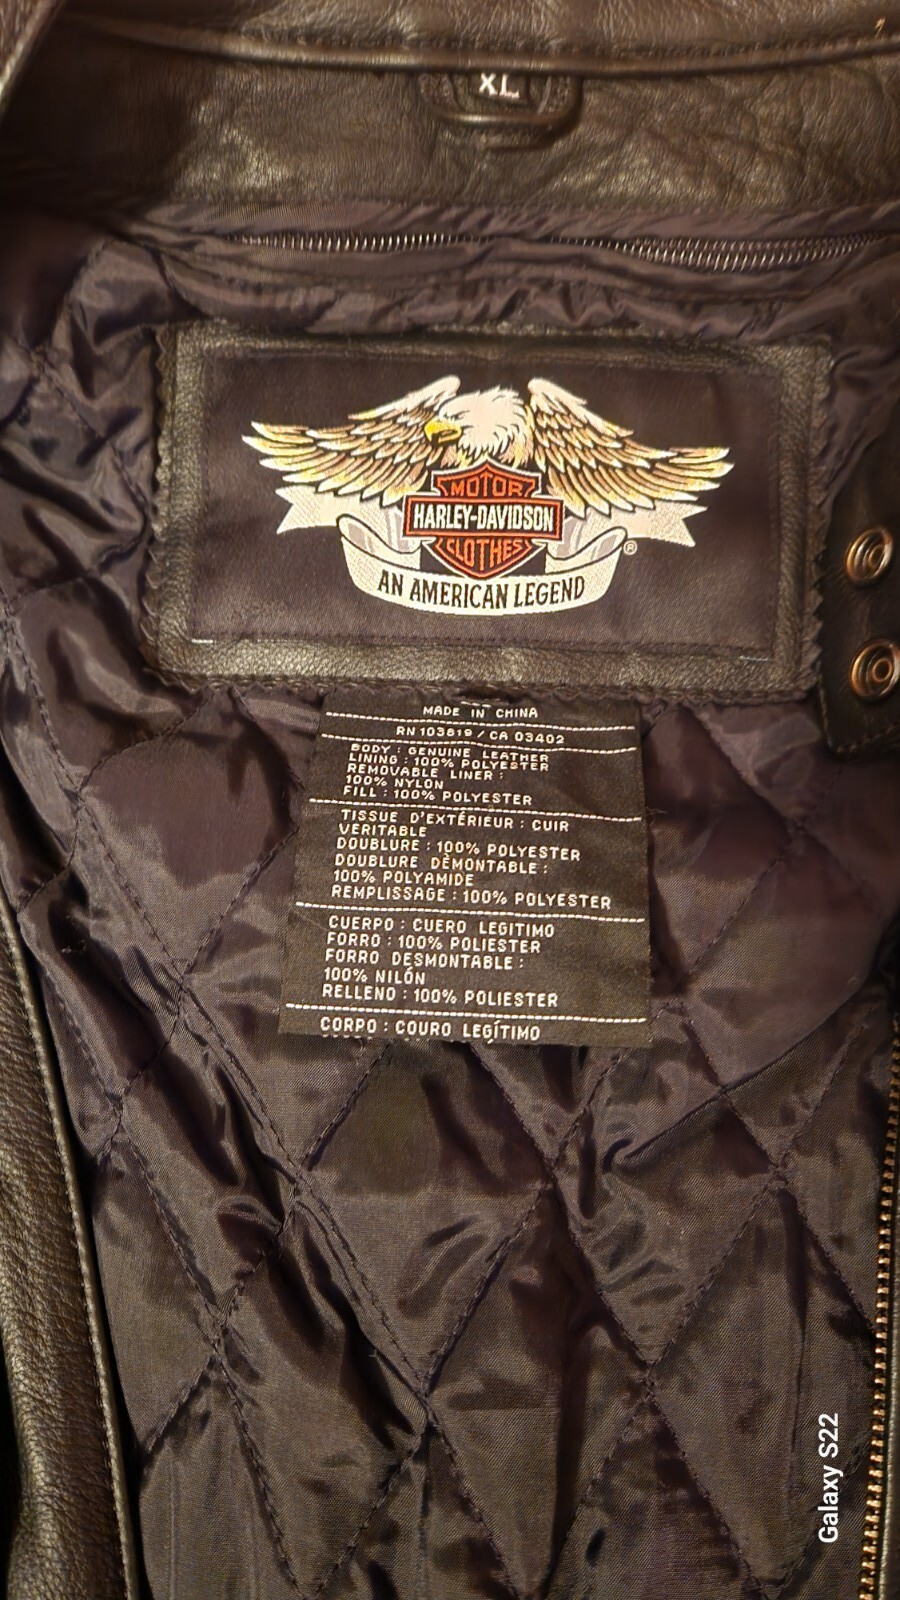 XL
MOTOR
HARLEY-DAVIDSON
CLOTHES
®
AN AMERICAN LEGEND
MADE IN CHINA
RN 103819 / CA 03402
BODY : GENUINE LEATHER
LINING : 100% POLYESTER
REMOVABLE LINER :
100% NYLON
FILL : 100% POLYESTER
TISSUE D'EXTÉRIEUR : CUIR
VÉRITABLE
DOUBLURE : 100% POLYESTER
DOUBLURE DÉMONTABLE :
100% POLYAMIDE
REMPLISSAGE : 100% POLYESTER
CUERPO : CUERO LEGITIMO
FORRO : 100% POLIESTER
FORRO DESMONTABLE :
100% NILÓN
RELLENO : 100% POLIESTER
CORPO : COURO LEGÍTIMO
Galaxy S22